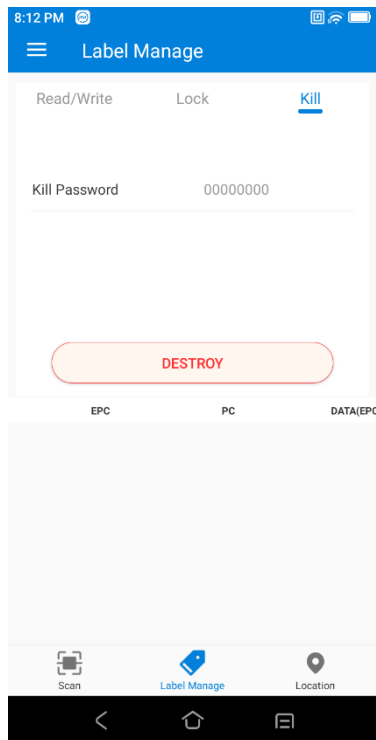 8:12 PM
Label Manage
Read/Write Lock Kill
Kill Password 00000000
DESTROY
EPC PC DATA(EPC
Scan Label Manage Location